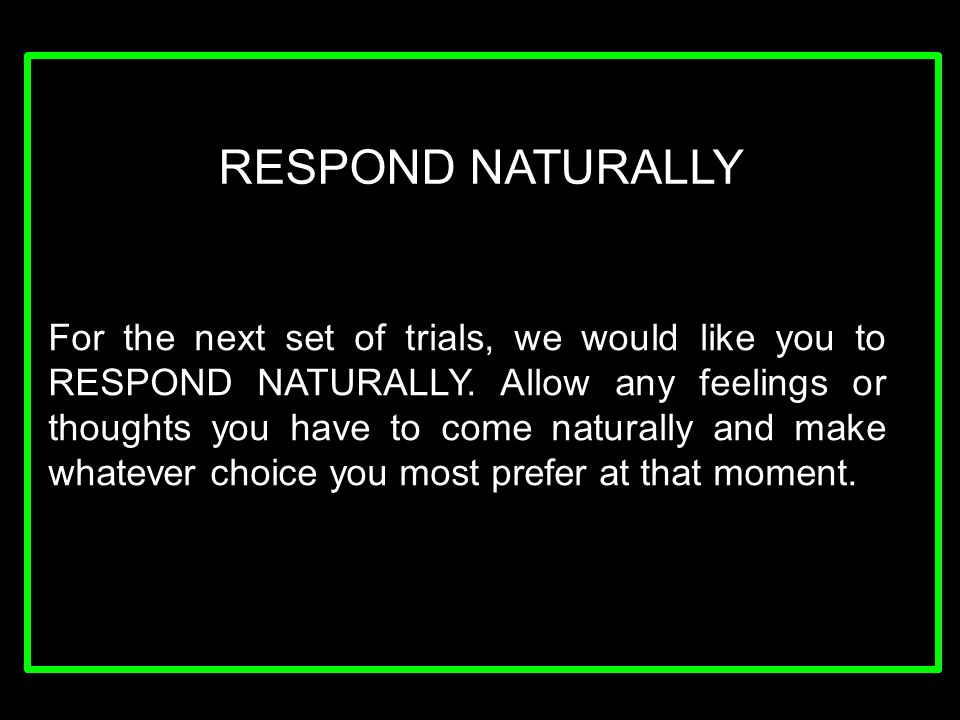 RESPOND NATURALLY
For the next set of trials, we would like you to
RESPOND NATURALLY. Allow any feelings or
thoughts you have to come naturally and make
whatever choice you most prefer at that moment.